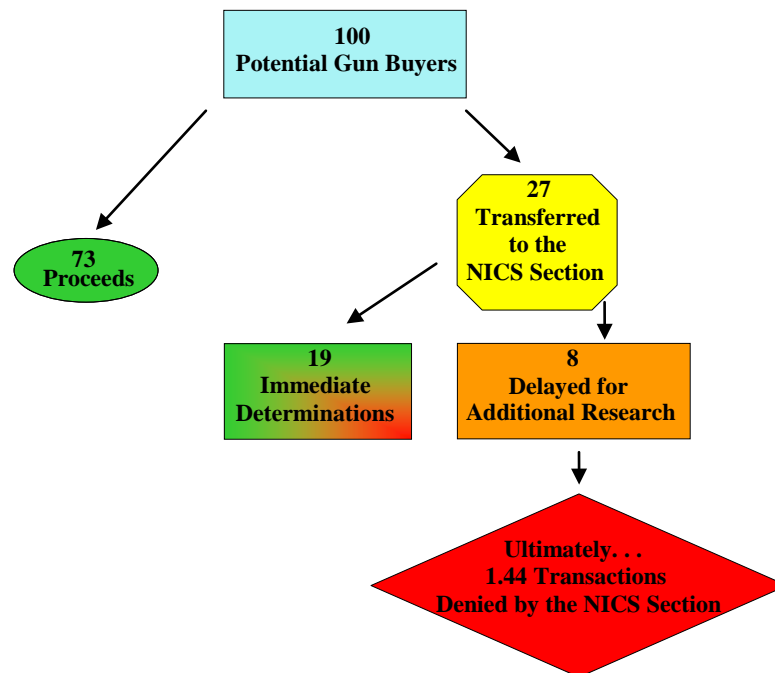 100
Potential Gun Buyers
27
Transferred
to the
NICS Section
73
Proceeds
19
Immediate
Determinations
8
Delayed for
Additional Research
Ultimately. . .
1.44 Transactions
Denied by the NICS Section